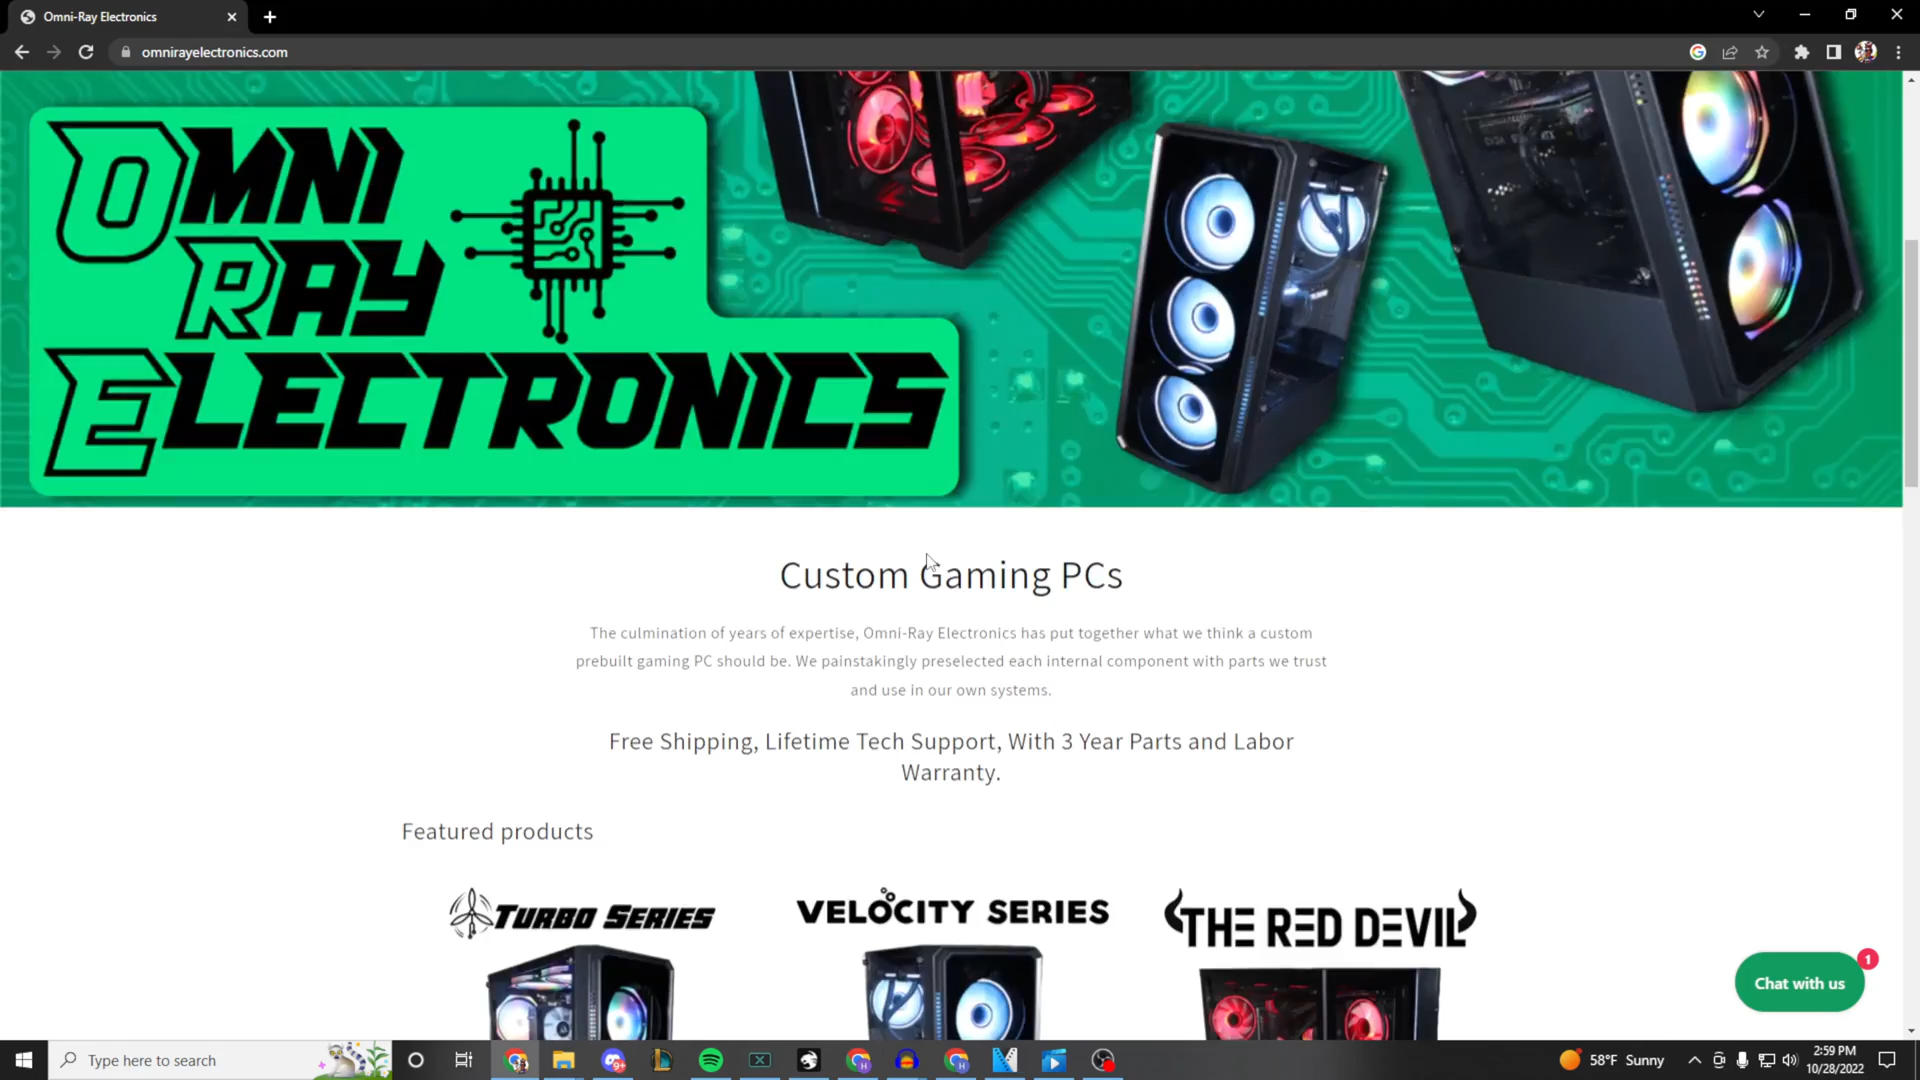 Omni-Ray Electronics
omnirayelectronics.com
OMNI
RAY
ELECTRONICS
Custom Gaming PCs
The culmination of years of expertise, Omni-Ray Electronics has put together what we think a custom
prebuilt gaming PC should be. We painstakingly preselected each internal component with parts we trust
and use in our own systems.
Free Shipping, Lifetime Tech Support, With 3 Year Parts and Labor
Warranty.
Featured products
TURBO SERIES
VELOCITY SERIES
THE RED DEVIL
1
Chat with us
Type here to search
9+
58°F Sunny
2:59 PM
10/28/2022